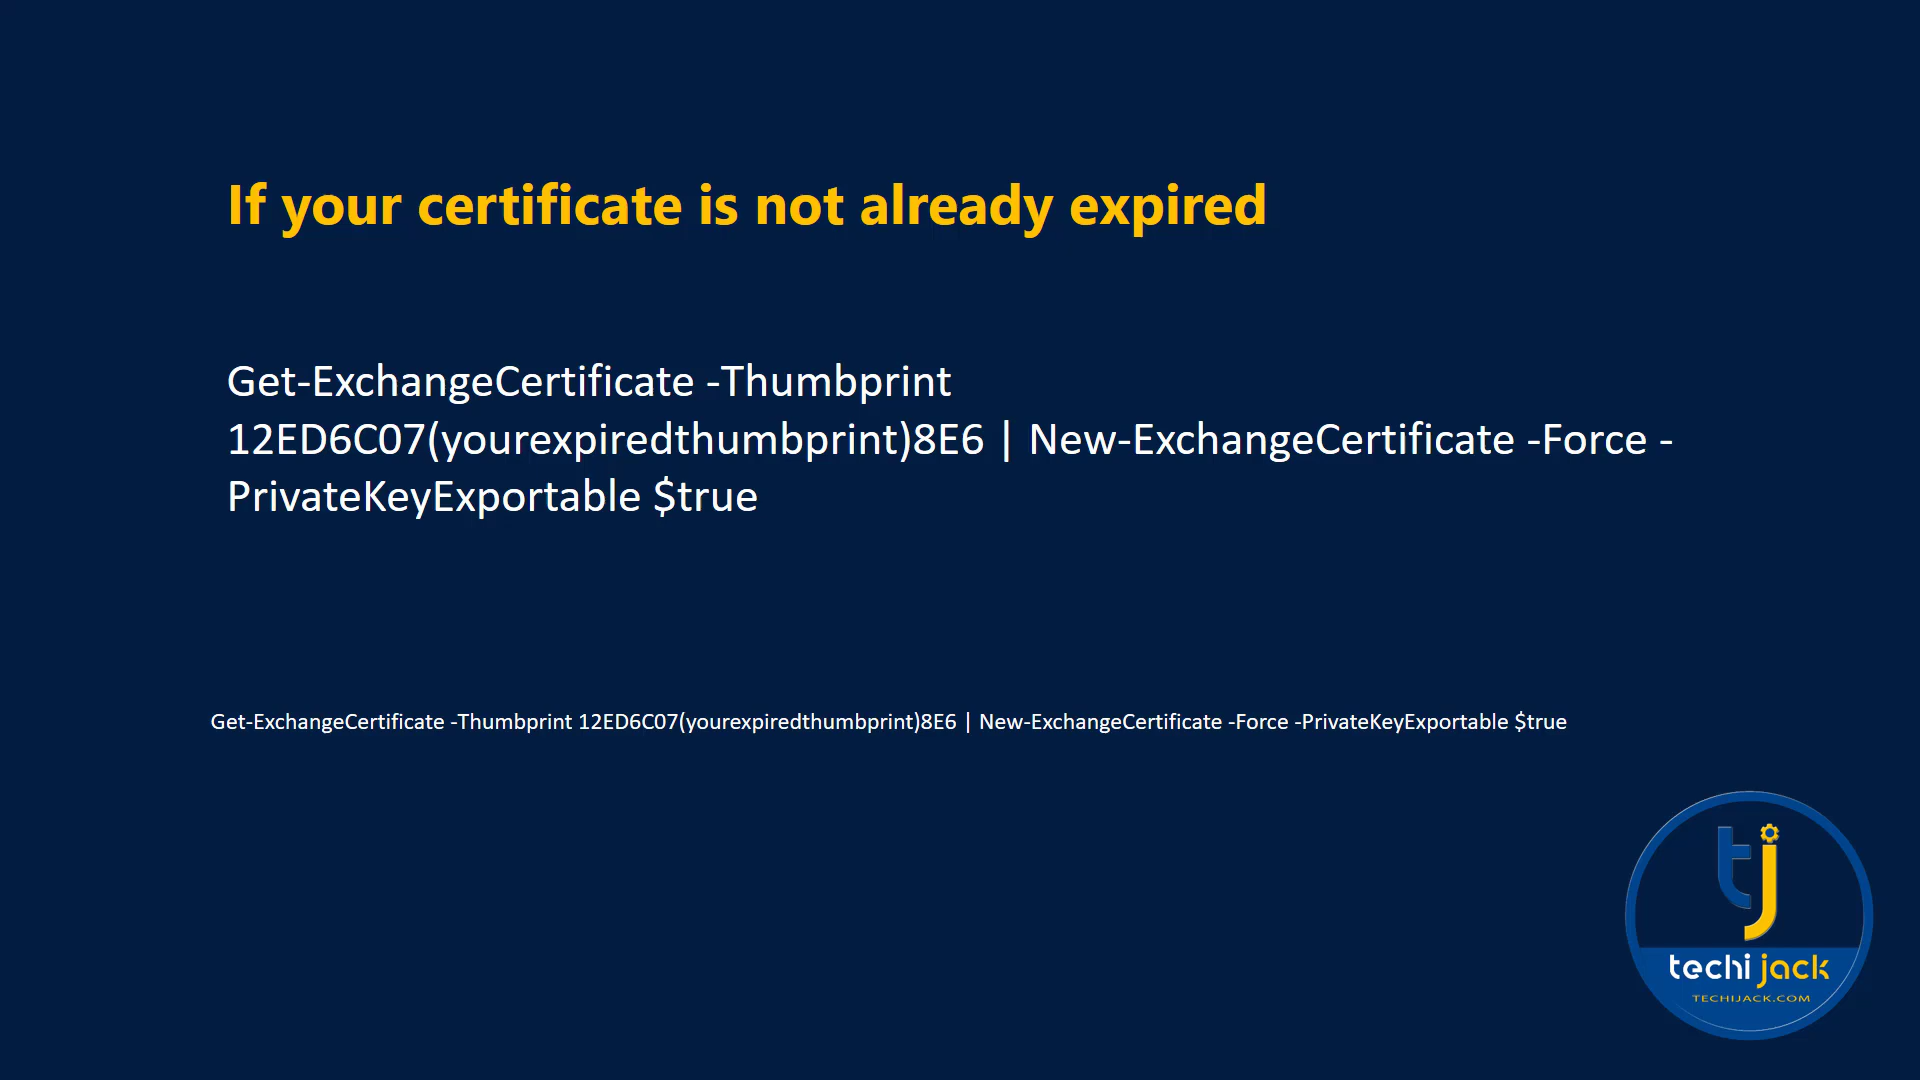 If your certificate is not already expired
Get-ExchangeCertificate -Thumbprint
12ED6C07(yourexpiredthumbprint)8E6 | New-ExchangeCertificate -Force -
PrivateKeyExportable $true
Get-ExchangeCertificate -Thumbprint 12ED6C07(yourexpiredthumbprint)8E6 | New-ExchangeCertificate -Force -PrivateKeyExportable $true
tj
techi jack
TECHIJACK.COM